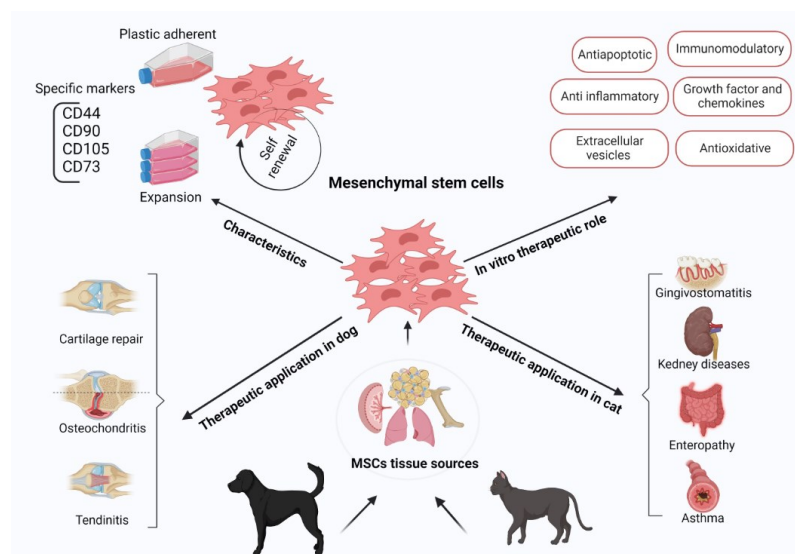 Plastic adherent
Specific markers
CD44
CD90
CD105
CD73
Expansion
Self
renewal
Mesenchymal stem cells
Antiapoptotic
Immunomodulatory
Anti inflammatory
Growth factor and
chemokines
Extracellular
vesicles
Antioxidative
Characteristics
In vitro therapeutic role
Therapeutic application in dog
Therapeutic application in cat
Cartilage repair
Osteochondritis
Tendinitis
Gingivostomatitis
Kedney diseases
Enteropathy
Asthma
MSCs tissue sources